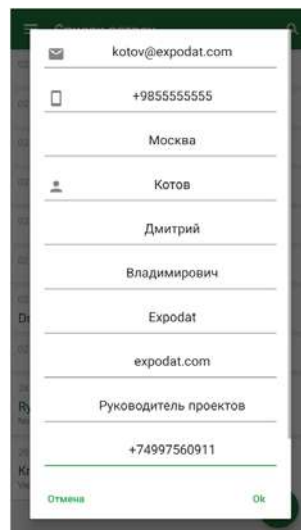 kotov@expodat.com
+9855555555
Москва
Котов
Дмитрий
Владимирович
Expodat
expodat.com
Руководитель проектов
+74997560911
Отмена
Ok